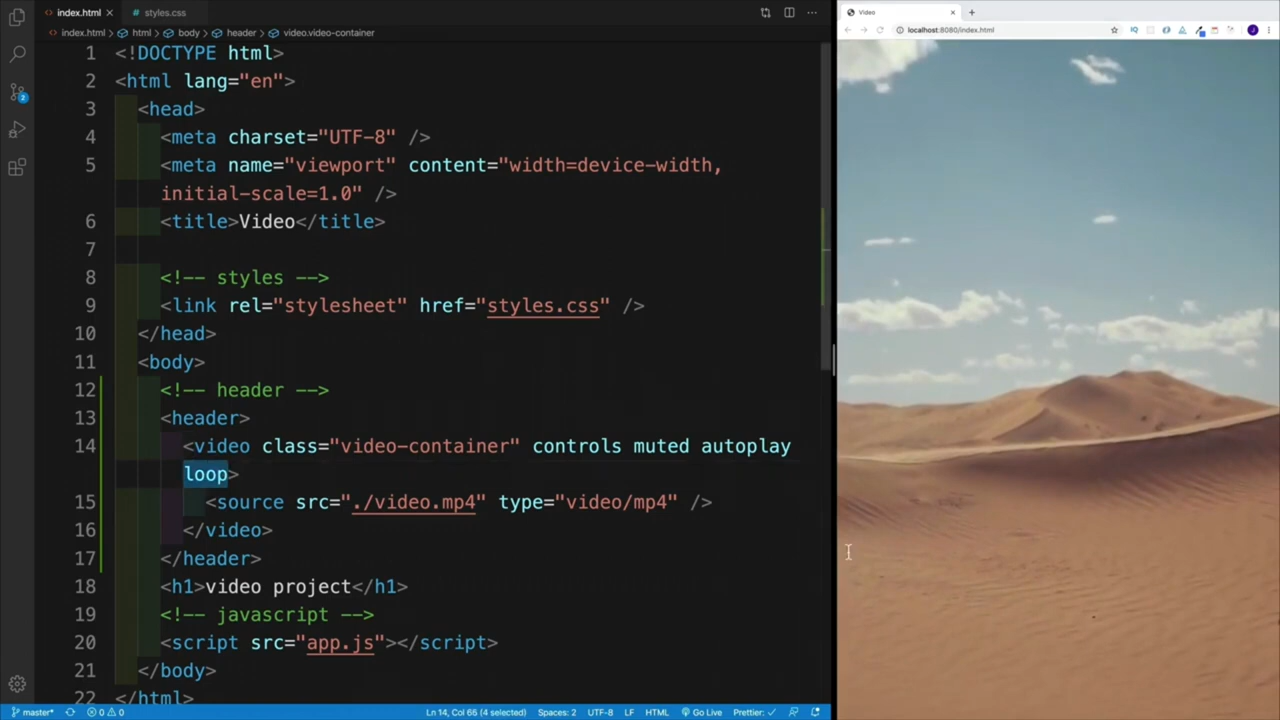 index.html
styles.css
index.html > html > body > header > video.video-container
1 <!DOCTYPE html>
2 <html lang="en">
3 <head>
4 <meta charset="UTF-8" />
5 <meta name="viewport" content="width=device-width,
initial-scale=1.0" />
6 <title>Video</title>
7
8 <!-- styles -->
9 <link rel="stylesheet" href="styles.css" />
10 </head>
11 <body>
12 <!-- header -->
13 <header>
14 <video class="video-container" controls muted autoplay
loop>
15 <source src="./video.mp4" type="video/mp4" />
16 </video>
17 </header>
18 <h1>video project</h1>
19 <!-- javascript -->
20 <script src="app.js"></script>
21 </body>
22 </html>
2
master*
0 0
Ln 14, Col 66 (4 selected)
Spaces: 2
UTF-8
LF
HTML
Go Live
Prettier: ✓
Video
localhost:8080/index.html
J